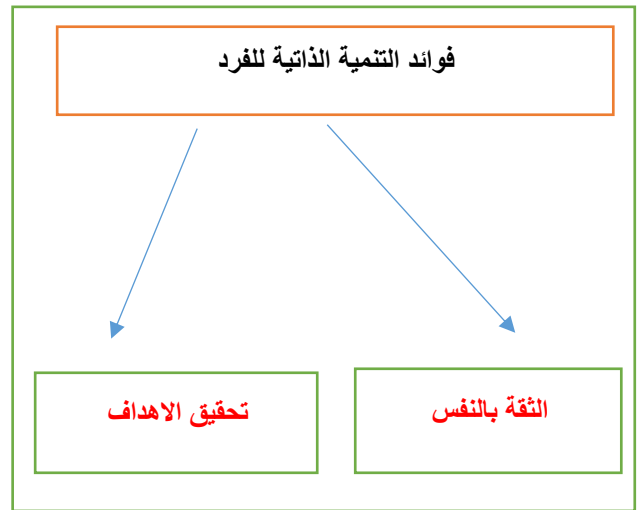 فوائد التنمية الذاتية للفرد
الثقة بالنفس
تحقيق الاهداف